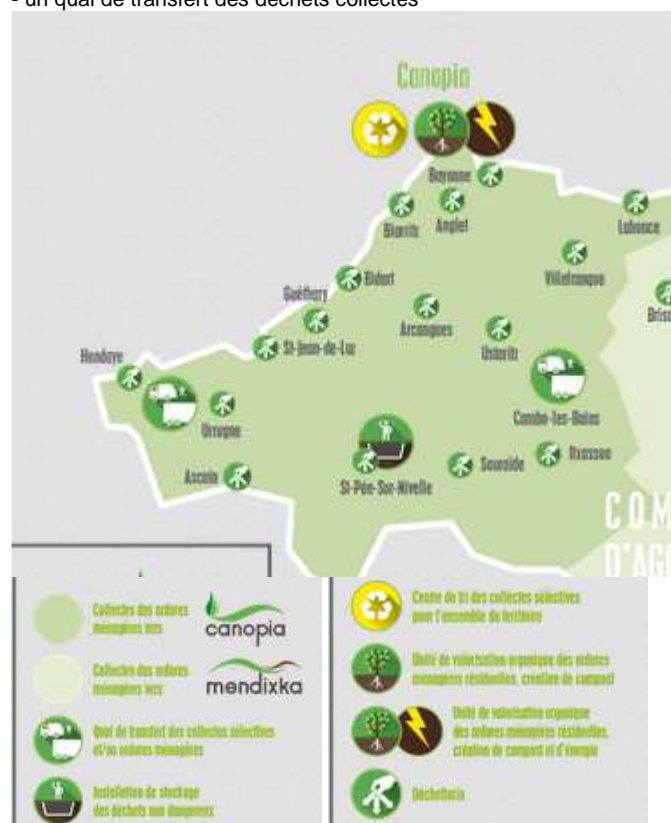 - un quai de transfert des déchets collectés
Canopia
Bayonne
Biarritz
Anglet
Lahonce
Villefranque
Bidart
Guéthary
Arcangues
Ustaritz
St-Jean-de-Luz
Hendaye
Cambo-les-Bains
Urrugne
Itxassou
Souraïde
St-Pée-Sur-Nivelle
Ascain
COM
D'AG
Collectes des ordures
ménagères vers
canopia
Collectes des ordures
ménagères vers
mendixka
Quai de transfert des collectes sélectives
et/ou ordures ménagères
Installation de stockage
des déchets non dangereux
Centre de tri des collectes sélectives
pour l'ensemble du territoire
Unité de valorisation organique des ordures
ménagères résiduelles, création de compost
Unité de valorisation organique
des ordures ménagères résiduelles,
création de compost et d'énergie
Déchetterie